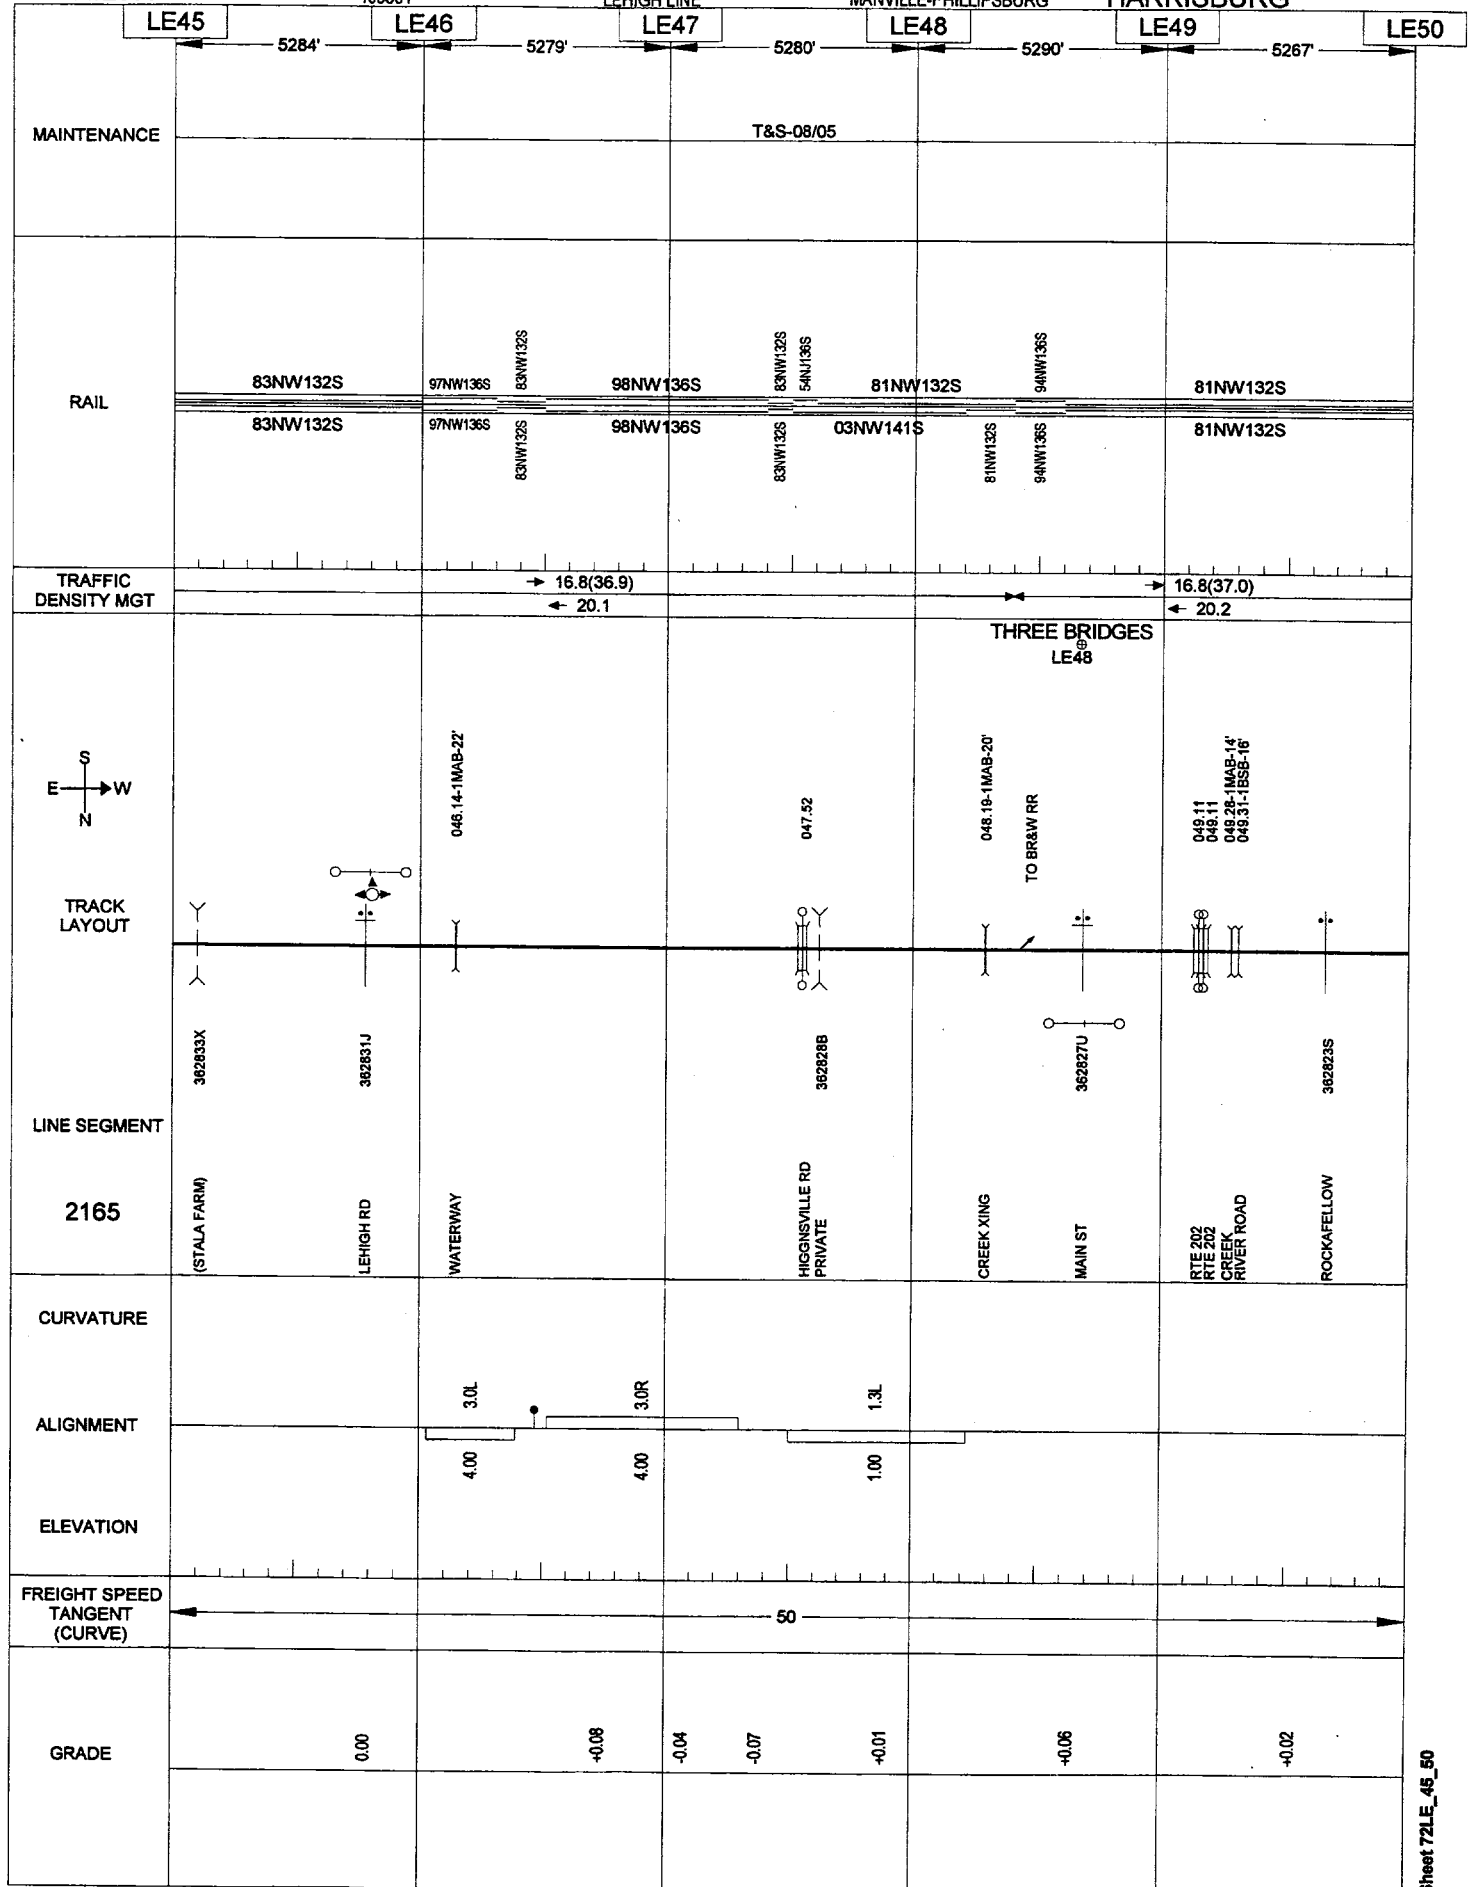 LEHIGH LINE
MANVILLE-PHILLIPSBURG
HARRISBURG
LE45
LE46
LE47
LE48
LE49
LE50
5284'
5279'
5280'
5290'
5267'
MAINTENANCE
T&S-08/05
RAIL
83NW132S
97NW136S
83NW132S
98NW136S
83NW132S
54NJ136S
81NW132S
94NW136S
81NW132S
83NW132S
97NW136S
83NW132S
98NW136S
83NW132S
03NW141S
81NW132S
94NW136S
81NW132S
TRAFFIC
DENSITY MGT
16.8(36.9)
20.1
16.8(37.0)
20.2
THREE BRIDGES
LE48
S
E
W
N
046.14-1MAB-22'
047.52
048.19-1MAB-20'
TO BR&W RR
049.11
049.11
049.28-1MAB-14'
049.31-1BSB-16'
TRACK
LAYOUT
362833X
362831J
362828B
362827U
362823S
LINE SEGMENT
2165
(STALA FARM)
LEHIGH RD
WATERWAY
HIGGNSVILLE RD
PRIVATE
CREEK XING
MAIN ST
RTE 202
RTE 202
CREEK
RIVER ROAD
ROCKAFELLOW
CURVATURE
3.0L
3.0R
1.3L
ALIGNMENT
4.00
4.00
1.00
ELEVATION
FREIGHT SPEED
TANGENT
(CURVE)
50
GRADE
0.00
+0.08
-0.04
-0.07
+0.01
+0.06
+0.02
Sheet 72LE_45_50